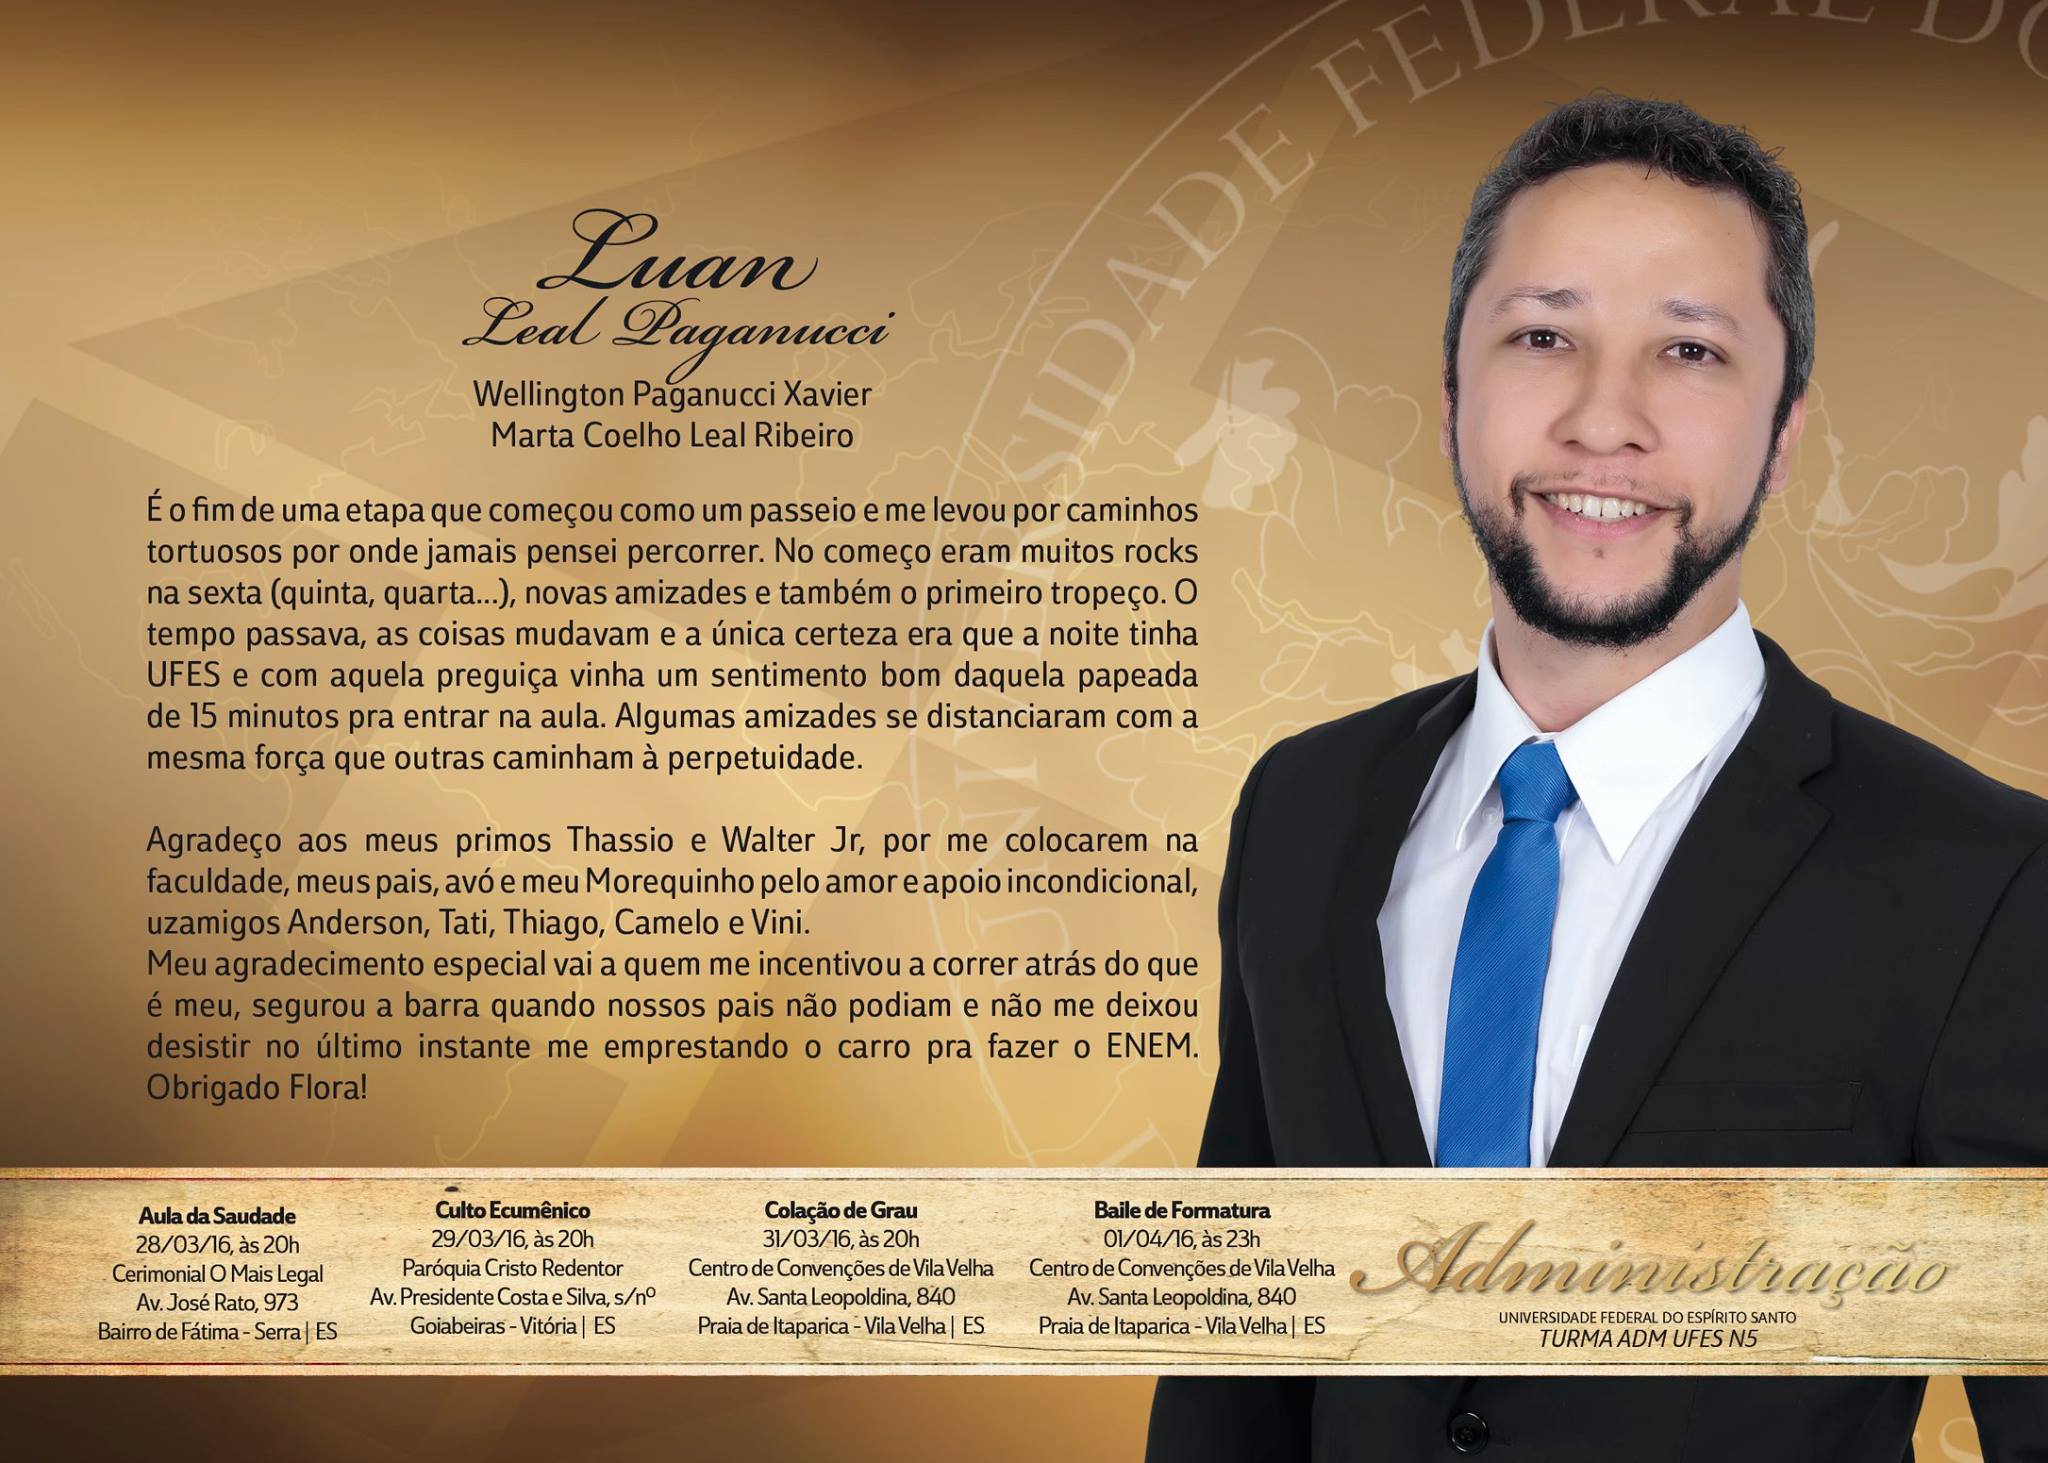 UNIVERSIDADE FEDERAL DO
Luan
Leal Paganucci
Wellington Paganucci Xavier
Marta Coelho Leal Ribeiro
É o fim de uma etapa que começou como um passeio e me levou por caminhos
tortuosos por onde jamais pensei percorrer. No começo eram muitos rocks
na sexta (quinta, quarta...), novas amizades e também o primeiro tropeço. O
tempo passava, as coisas mudavam e a única certeza era que a noite tinha
UFES e com aquela preguiça vinha um sentimento bom daquela papeada
de 15 minutos pra entrar na aula. Algumas amizades se distanciaram com a
mesma força que outras caminham à perpetuidade.
Agradeço aos meus primos Thassio e Walter Jr, por me colocarem na
faculdade, meus pais, avó e meu Morequinho pelo amor e apoio incondicional,
uzamigos Anderson, Tati, Thiago, Camelo e Vini.
Meu agradecimento especial vai a quem me incentivou a correr atrás do que
é meu, segurou a barra quando nossos pais não podiam e não me deixou
desistir no último instante me emprestando o carro pra fazer o ENEM.
Obrigado Flora!
Aula da Saudade
28/03/16, às 20h
Cerimonial O Mais Legal
Av. José Rato, 973
Bairro de Fátima - Serra | ES
Culto Ecumênico
29/03/16, às 20h
Paróquia Cristo Redentor
Av. Presidente Costa e Silva, s/nº
Goiabeiras - Vitória | ES
Colação de Grau
31/03/16, às 20h
Centro de Convenções de Vila Velha
Av. Santa Leopoldina, 840
Praia de Itaparica - Vila Velha | ES
Baile de Formatura
01/04/16, às 23h
Centro de Convenções de Vila Velha
Av. Santa Leopoldina, 840
Praia de Itaparica - Vila Velha | ES
Administração
UNIVERSIDADE FEDERAL DO ESPÍRITO SANTO
TURMA ADM UFES N5